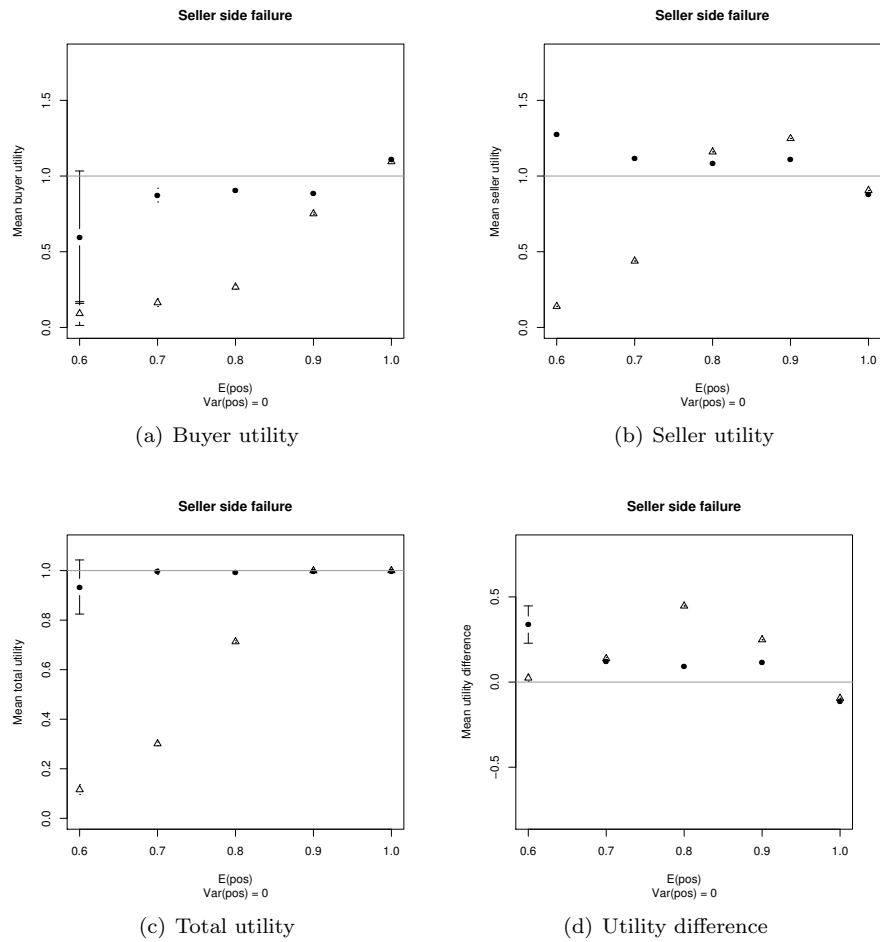 Seller side failure
Mean buyer utility
1.5
1.0
0.5
0.0
0.6 0.7 0.8 0.9 1.0
E(pos)
Var(pos) = 0
(a) Buyer utility
Seller side failure
Mean seller utility
1.5
1.0
0.5
0.0
0.6 0.7 0.8 0.9 1.0
E(pos)
Var(pos) = 0
(b) Seller utility
Seller side failure
Mean total utility
1.0
0.8
0.6
0.4
0.2
0.0
0.6 0.7 0.8 0.9 1.0
E(pos)
Var(pos) = 0
(c) Total utility
Seller side failure
Mean utility difference
0.5
0.0
−0.5
0.6 0.7 0.8 0.9 1.0
E(pos)
Var(pos) = 0
(d) Utility difference